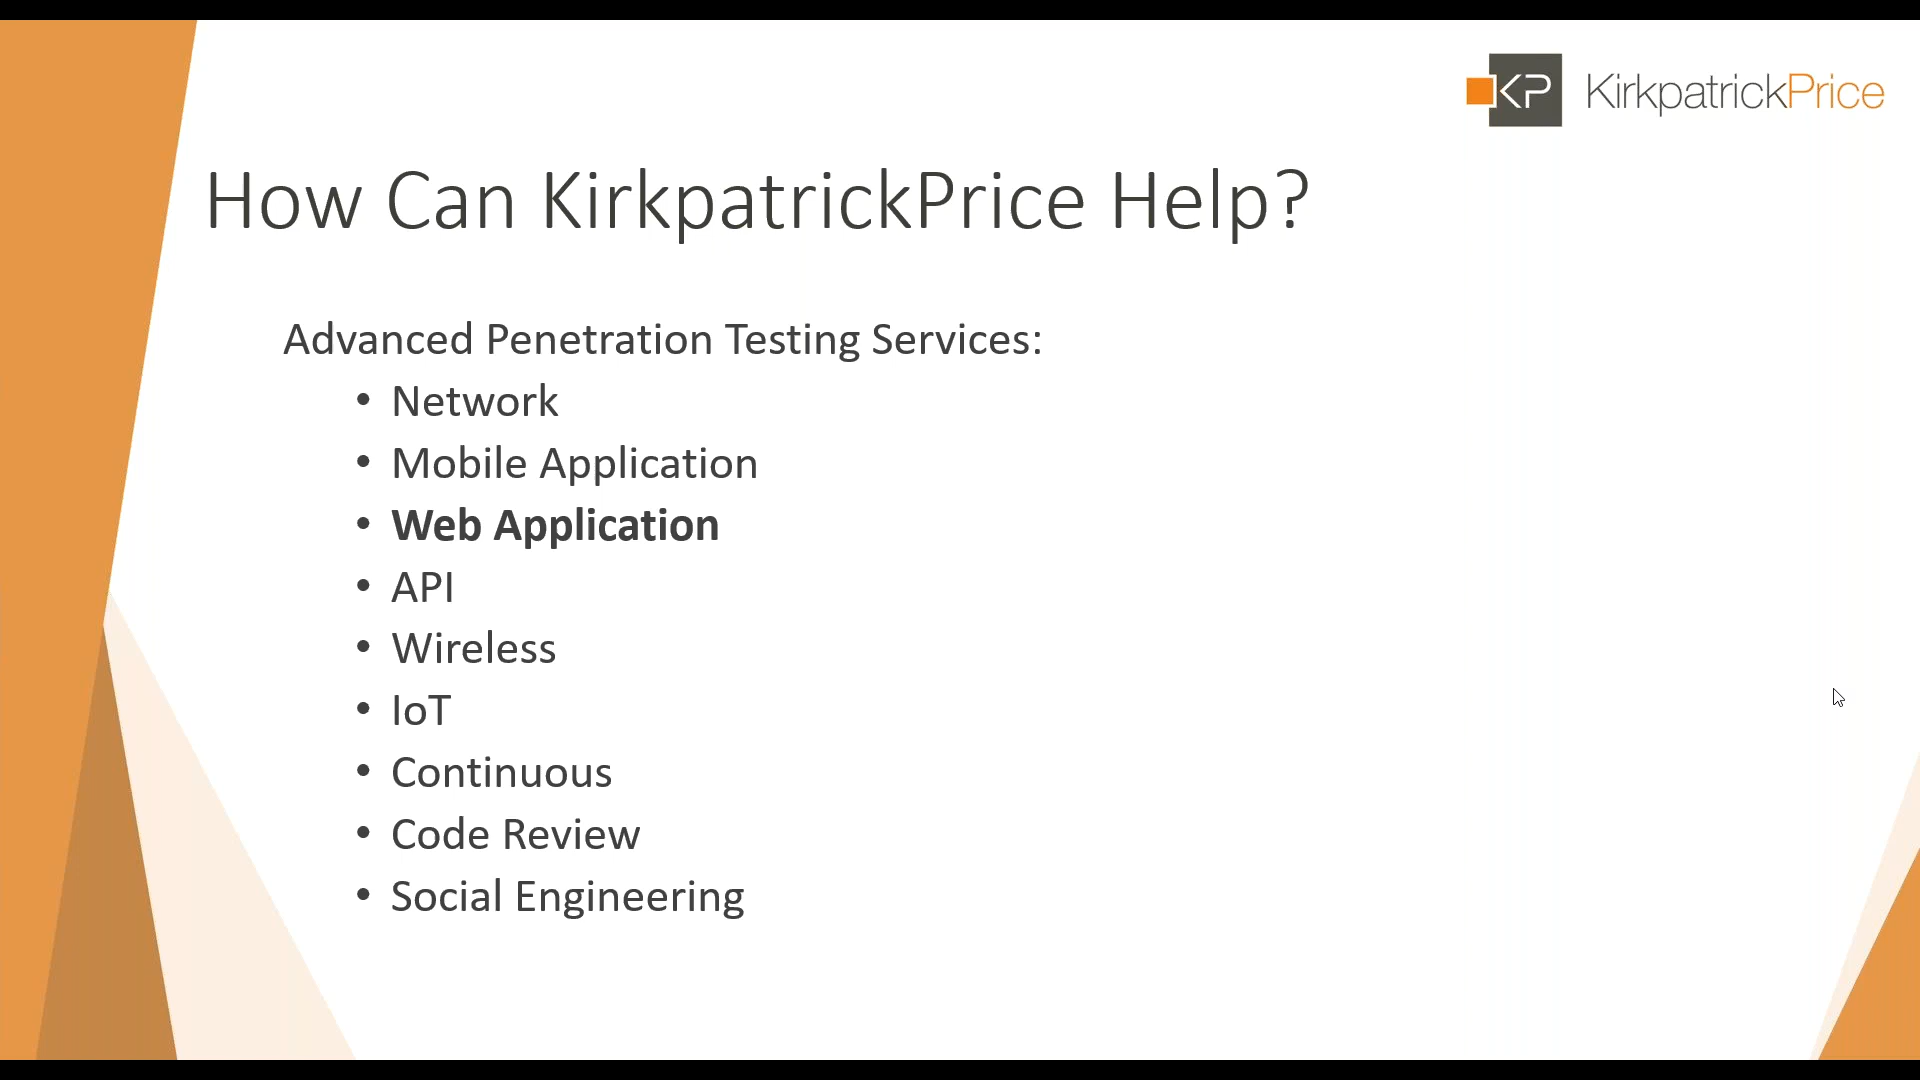 KP KirkpatrickPrice
How Can KirkpatrickPrice Help?
Advanced Penetration Testing Services:
• Network
• Mobile Application
• Web Application
• API
• Wireless
• IoT
• Continuous
• Code Review
• Social Engineering